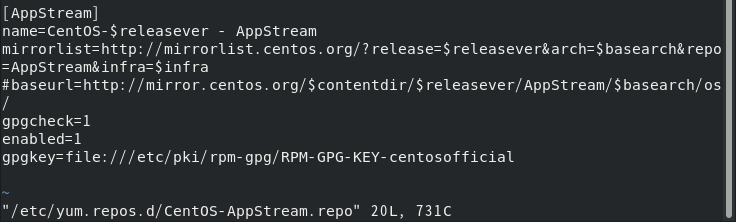 [AppStream]
name=CentOS-$releasever - AppStream
mirrorlist=http://mirrorlist.centos.org/?release=$releasever&arch=$basearch&repo
=AppStream&infra=$infra
#baseurl=http://mirror.centos.org/$contentdir/$releasever/AppStream/$basearch/os
/
gpgcheck=1
enabled=1
gpgkey=file:///etc/pki/rpm-gpg/RPM-GPG-KEY-centosofficial
~
"/etc/yum.repos.d/CentOS-AppStream.repo" 20L, 731C